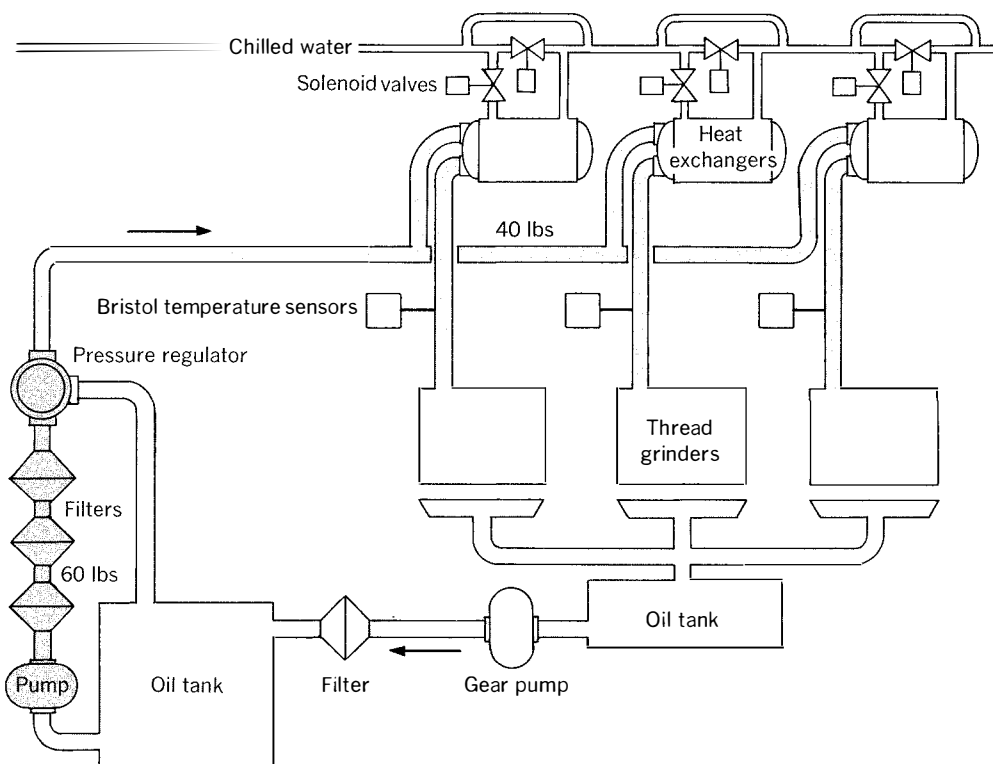 Chilled water
Solenoid valves
Heat
exchangers
40 lbs
Bristol temperature sensors
Pressure regulator
Thread
grinders
Filters
60 lbs
Oil tank
Pump
Oil tank
Filter
Gear pump